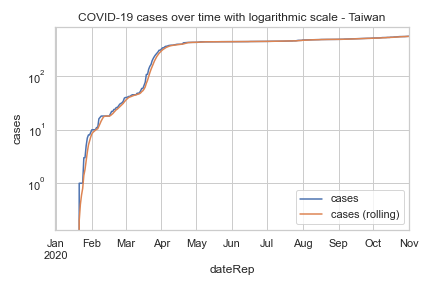 COVID-19 cases over time with logarithmic scale - Taiwan
cases
10²
10¹
10⁰
cases
cases (rolling)
Jan Feb Mar Apr May Jun Jul Aug Sep Oct Nov
2020
dateRep